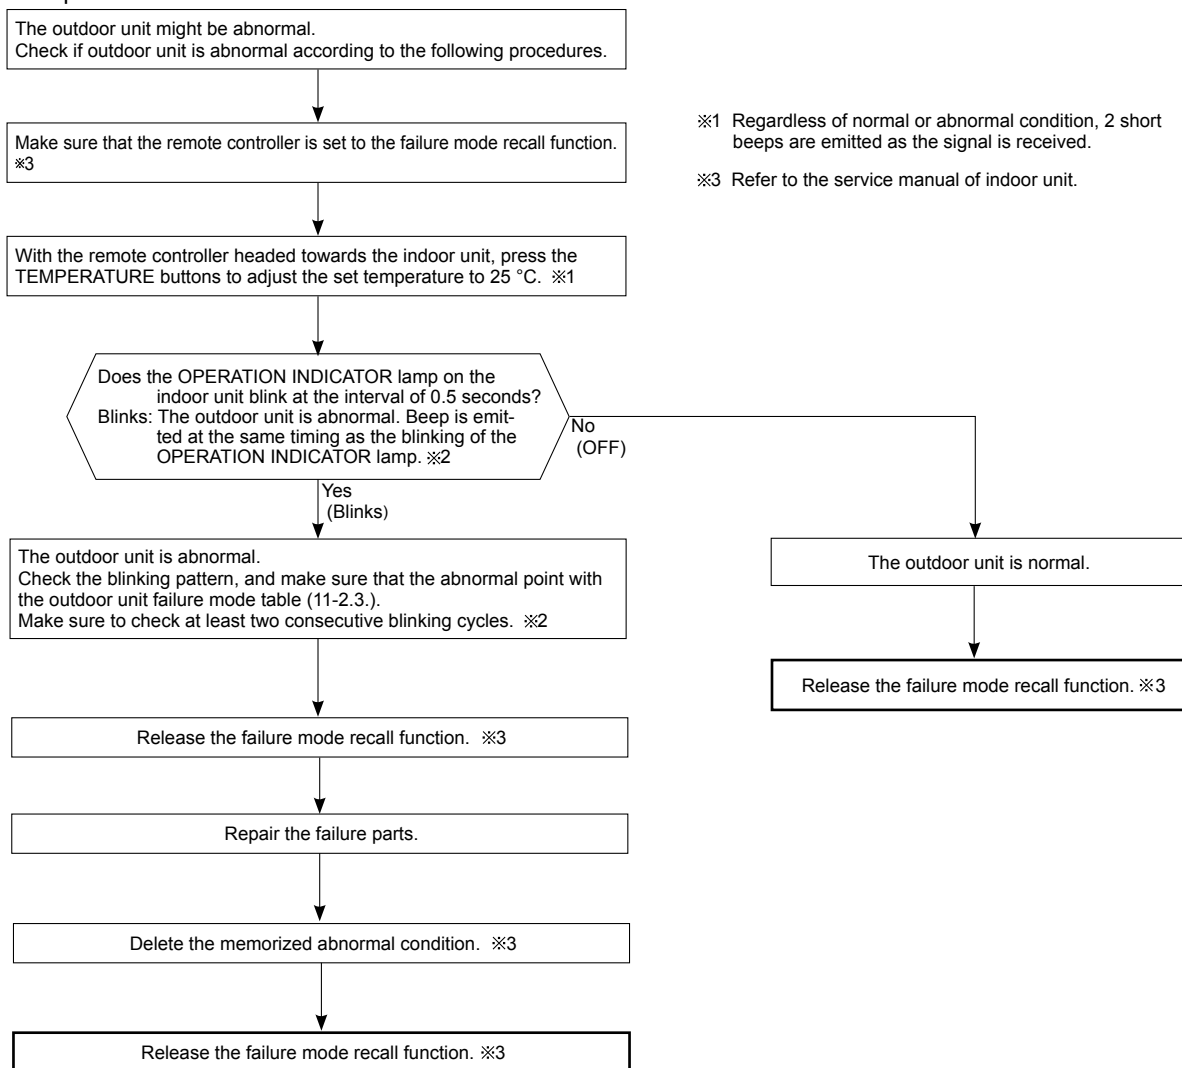 The outdoor unit might be abnormal.
Check if outdoor unit is abnormal according to the following procedures.
Make sure that the remote controller is set to the failure mode recall function.
※3
※1 Regardless of normal or abnormal condition, 2 short
beeps are emitted as the signal is received.
※3 Refer to the service manual of indoor unit.
With the remote controller headed towards the indoor unit, press the
TEMPERATURE buttons to adjust the set temperature to 25 °C. ※1
Does the OPERATION INDICATOR lamp on the
indoor unit blink at the interval of 0.5 seconds?
Blinks: The outdoor unit is abnormal. Beep is emit-
ted at the same timing as the blinking of the
OPERATION INDICATOR lamp. ※2
No
(OFF)
Yes
(Blinks)
The outdoor unit is abnormal.
Check the blinking pattern, and make sure that the abnormal point with
the outdoor unit failure mode table (11-2.3.).
Make sure to check at least two consecutive blinking cycles. ※2
The outdoor unit is normal.
Release the failure mode recall function. ※3
Release the failure mode recall function. ※3
Repair the failure parts.
Delete the memorized abnormal condition. ※3
Release the failure mode recall function. ※3